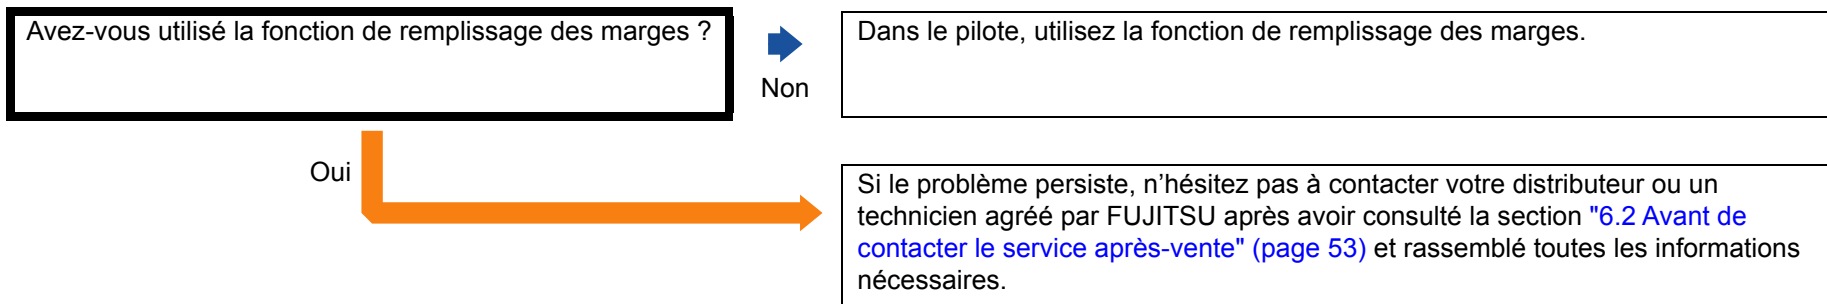 Avez-vous utilisé la fonction de remplissage des marges ?
Non
Dans le pilote, utilisez la fonction de remplissage des marges.
Oui
Si le problème persiste, n’hésitez pas à contacter votre distributeur ou un
technicien agréé par FUJITSU après avoir consulté la section "6.2 Avant de
contacter le service après-vente" (page 53) et rassemblé toutes les informations
nécessaires.